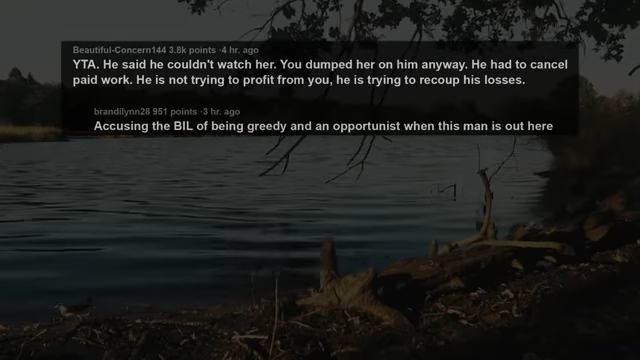 Beautiful-Concern144 3.8k points ·4 hr. ago
YTA. He said he couldn't watch her. You dumped her on him anyway. He had to cancel
paid work. He is not trying to profit from you, he is trying to recoup his losses.
brandilynn28 951 points ·3 hr. ago
Accusing the BIL of being greedy and an opportunist when this man is out here